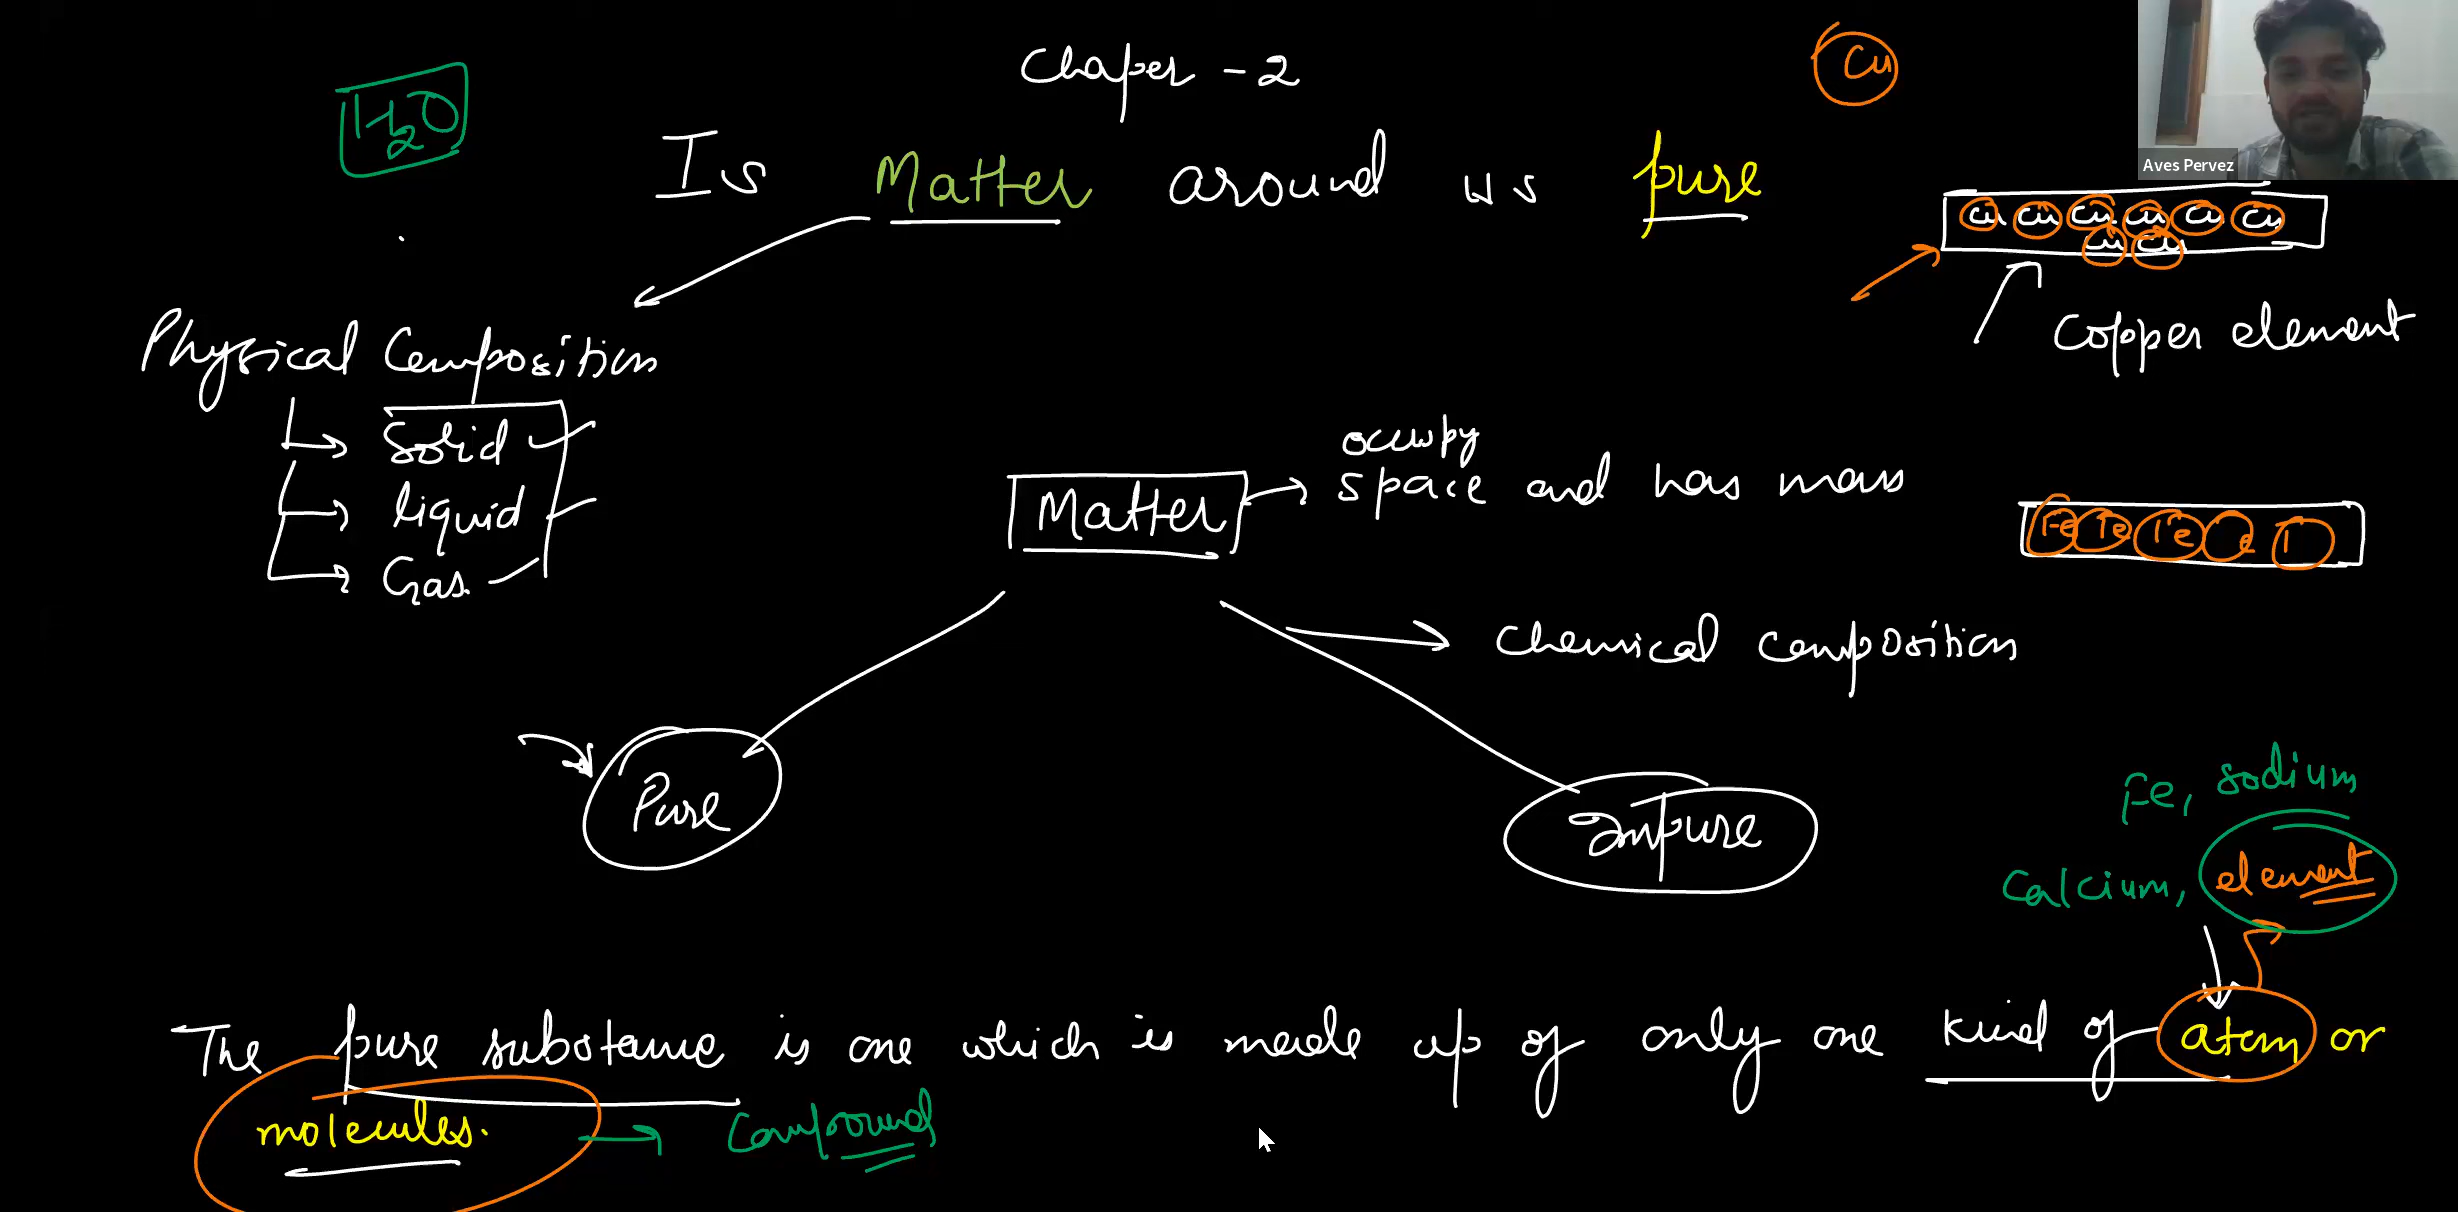 Chaper - 2
Cu
H2O
Is Matter around us pure
Aves Pervez
Cu Cu Cu Cu Cu Cu
Cu Cu
Copper element
Physical Composition
Solid
liquid
Gas
occupy
Matter → space and has mass
Fe Fe Fe e
chemical composition
Pure
Impure
Fe, sodium
Calcium, element
The pure substance is one which is made up of only one kind of atom or
molecules. → Compound